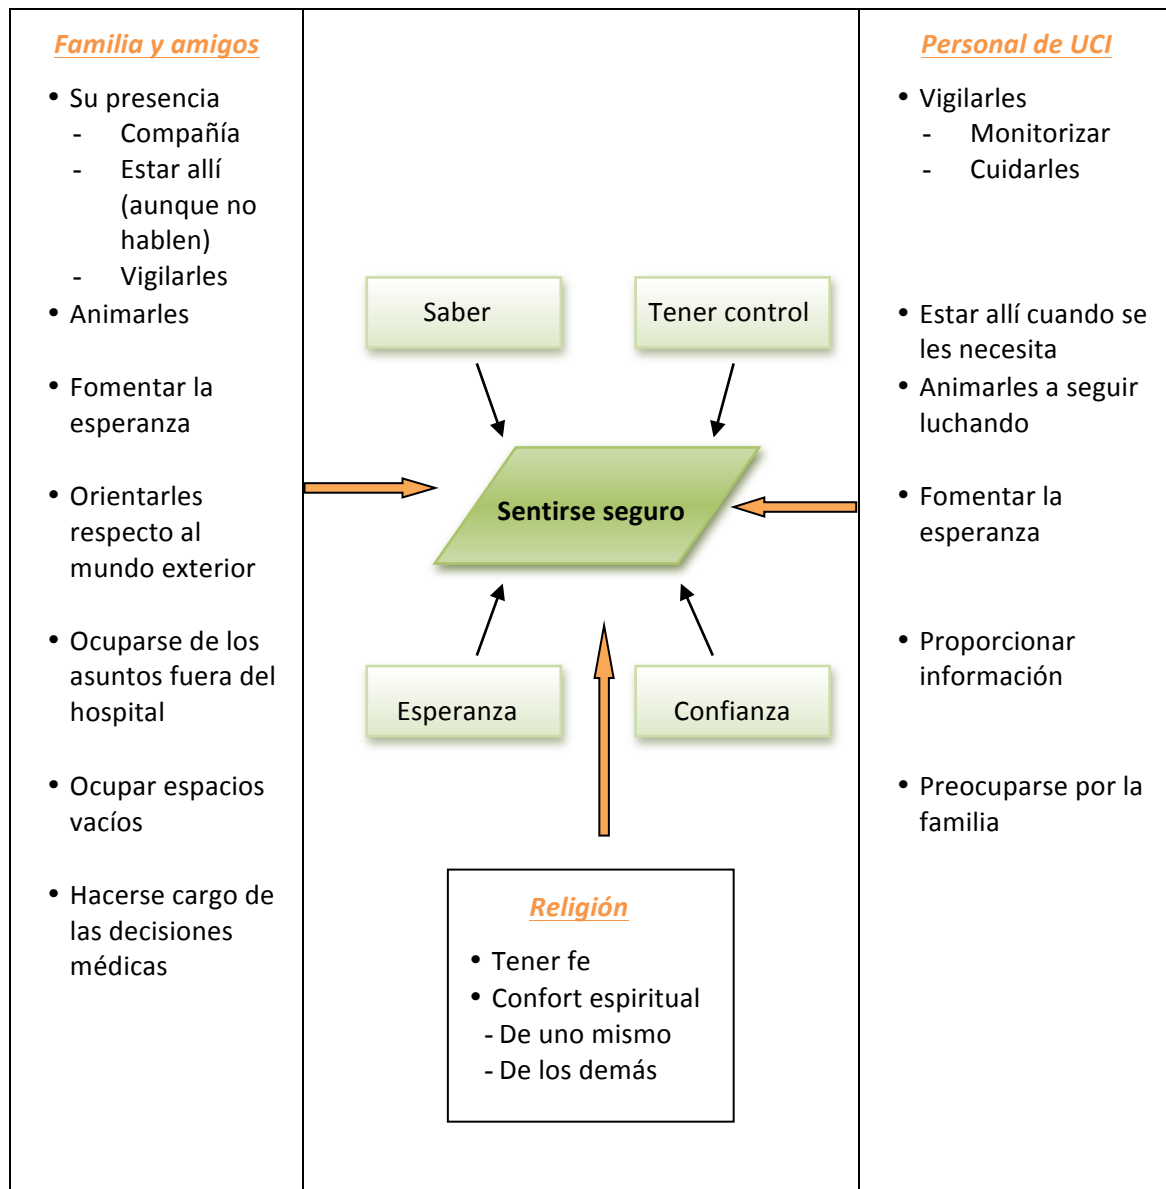 Familia y amigos
• Su presencia
- Compañía
- Estar allí
(aunque no
hablen)
- Vigilarles
• Animarles
• Fomentar la
esperanza
• Orientarles
respecto al
mundo exterior
• Ocuparse de los
asuntos fuera del
hospital
• Ocupar espacios
vacíos
• Hacerse cargo de
las decisiones
médicas
Saber
Tener control
Sentirse seguro
Esperanza
Confianza
Religión
• Tener fe
• Confort espiritual
- De uno mismo
- De los demás
Personal de UCI
• Vigilarles
- Monitorizar
- Cuidarles
• Estar allí cuando se
les necesita
• Animarles a seguir
luchando
• Fomentar la
esperanza
• Proporcionar
información
• Preocuparse por la
familia